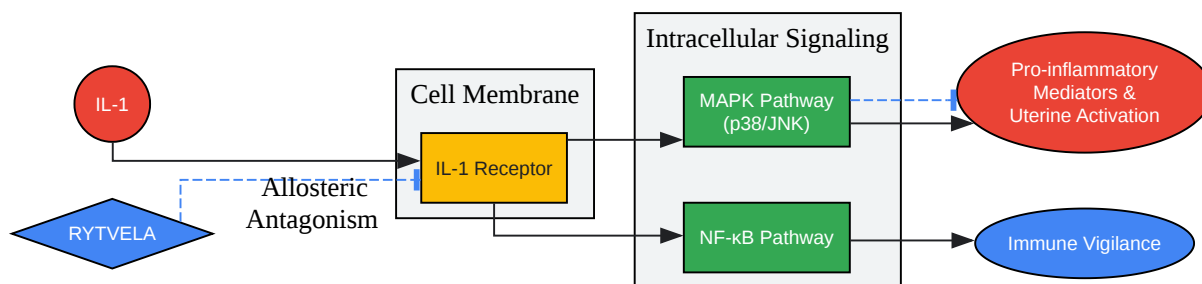 Intracellular Signaling
Cell Membrane
IL-1
MAPK Pathway
(p38/JNK)
Pro-inflammatory
Mediators &
Uterine Activation
IL-1 Receptor
Allosteric
Antagonism
RYTVELA
NF-κB Pathway
Immune Vigilance